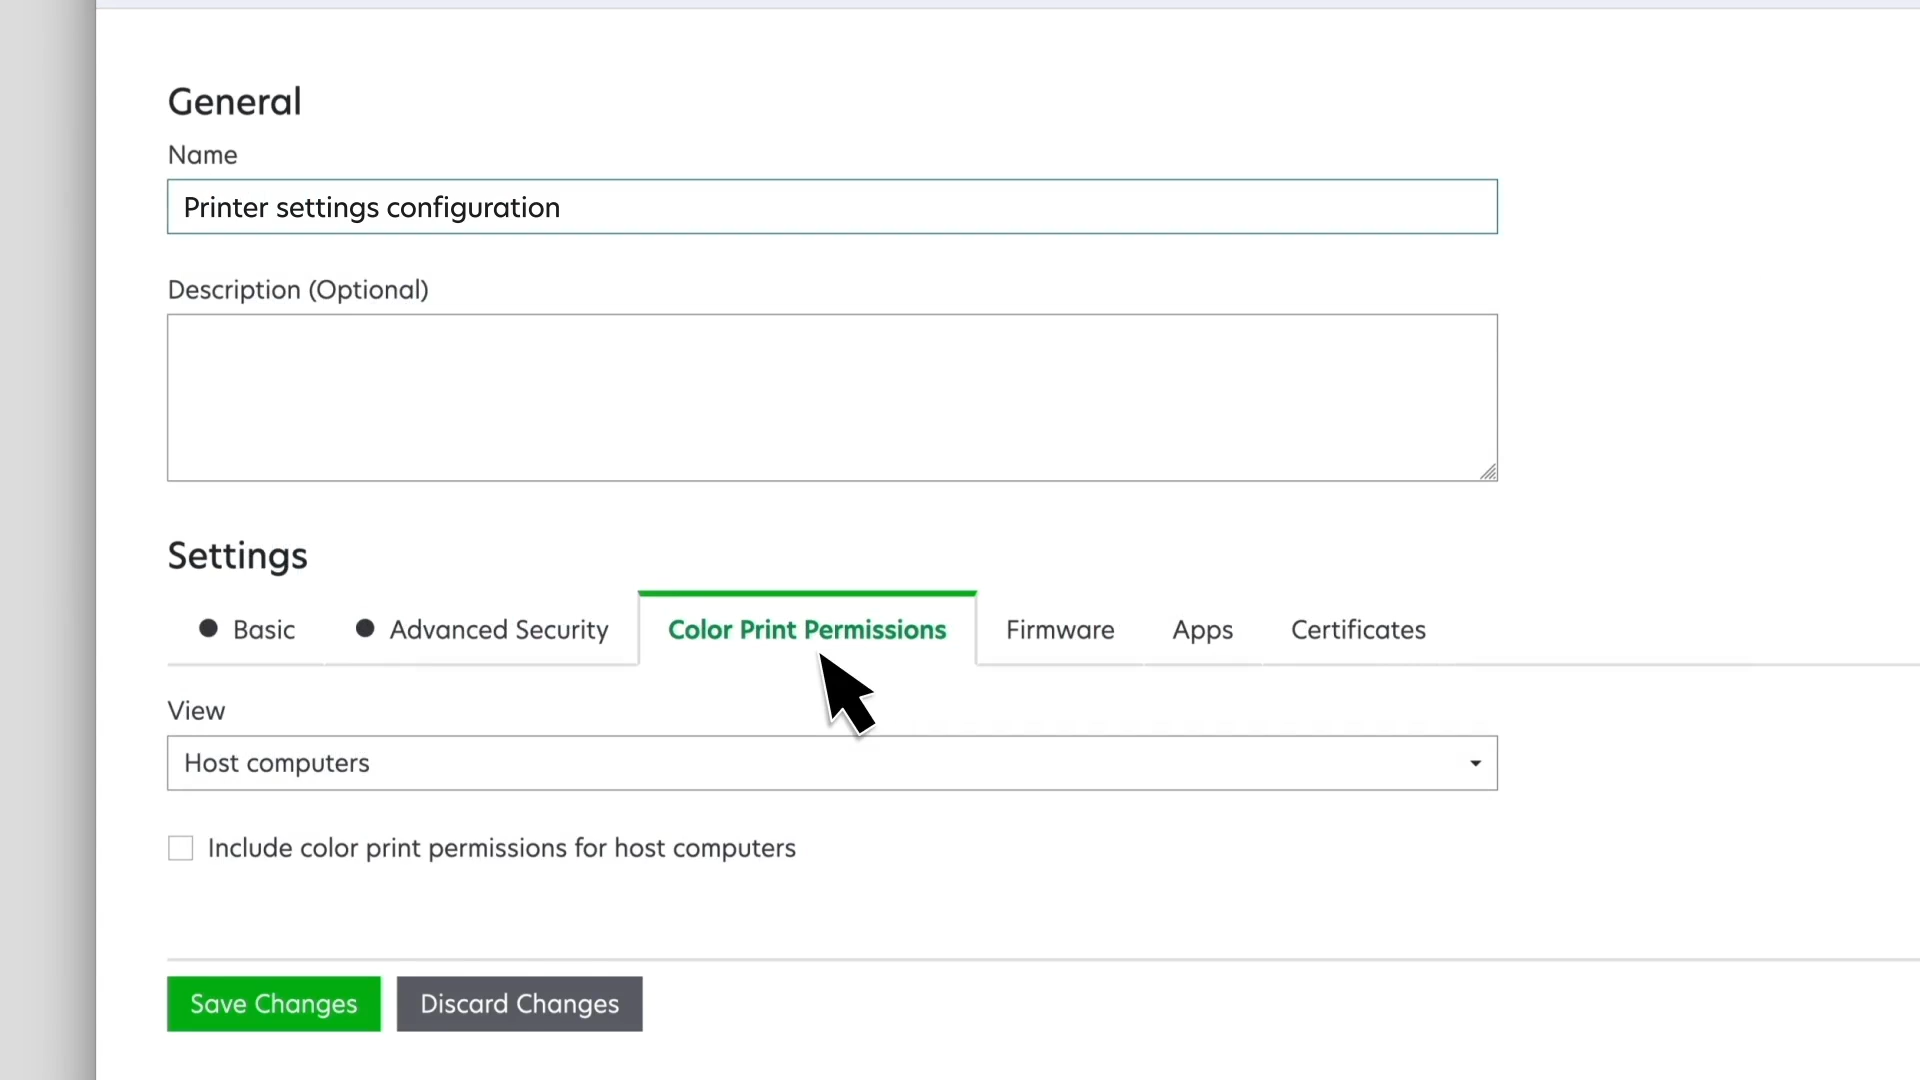 General
Name
Printer settings configuration
Description (Optional)
Settings
Basic Advanced Security Color Print Permissions Firmware Apps Certificates
View
Host computers
Include color print permissions for host computers
Save Changes Discard Changes